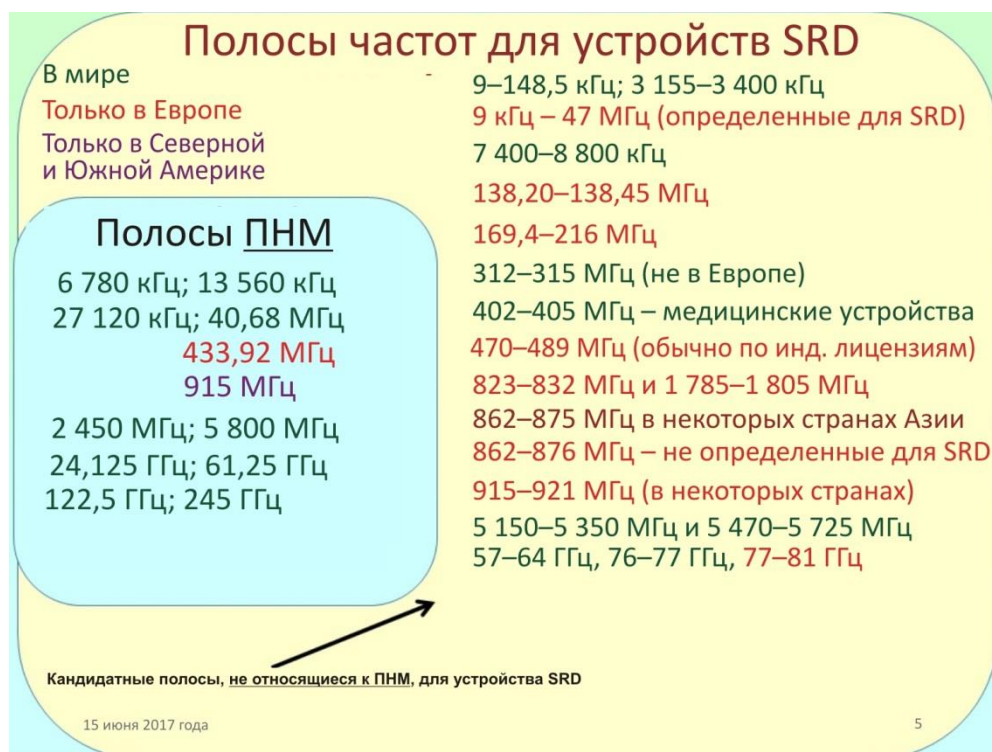 Полосы частот для устройств SRD
В мире
Только в Европе
Только в Северной
и Южной Америке
Полосы ПНМ
6 780 кГц; 13 560 кГц
27 120 кГц; 40,68 МГц
433,92 МГц
915 МГц
2 450 МГц; 5 800 МГц
24,125 ГГц; 61,25 ГГц
122,5 ГГц; 245 ГГц
9–148,5 кГц; 3 155–3 400 кГц
9 кГц – 47 МГц (определенные для SRD)
7 400–8 800 кГц
138,20–138,45 МГц
169,4–216 МГц
312–315 МГц (не в Европе)
402–405 МГц – медицинские устройства
470–489 МГц (обычно по инд. лицензиям)
823–832 МГц и 1 785–1 805 МГц
862–875 МГц в некоторых странах Азии
862–876 МГц – не определенные для SRD
915–921 МГц (в некоторых странах)
5 150–5 350 МГц и 5 470–5 725 МГц
57–64 ГГц, 76–77 ГГц, 77–81 ГГц
Кандидатные полосы, не относящиеся к ПНМ, для устройства SRD
15 июня 2017 года
5